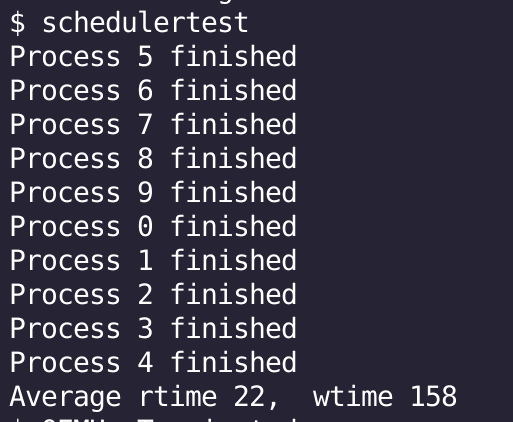 $ schedulertest
Process 5 finished
Process 6 finished
Process 7 finished
Process 8 finished
Process 9 finished
Process 0 finished
Process 1 finished
Process 2 finished
Process 3 finished
Process 4 finished
Average rtime 22,  wtime 158